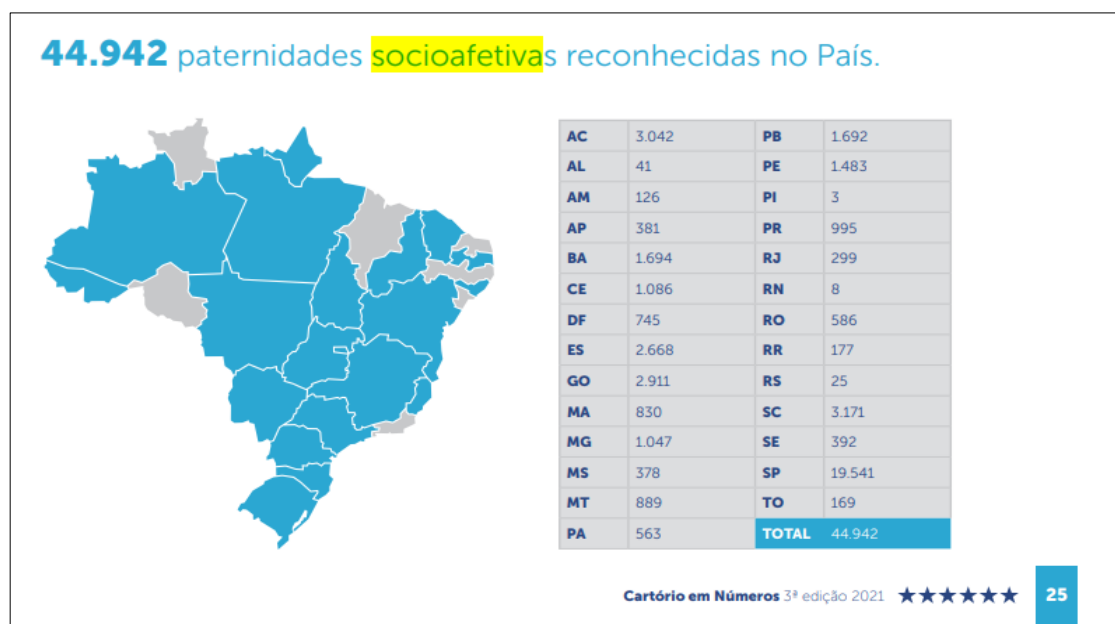 44.942 paternidades socioafetivas reconhecidas no País.
AC 3.042 PB 1.692
AL 41 PE 1.483
AM 126 PI 3
AP 381 PR 995
BA 1.694 RJ 299
CE 1.086 RN 8
DF 745 RO 586
ES 2.668 RR 177
GO 2.911 RS 25
MA 830 SC 3.171
MG 1.047 SE 392
MS 378 SP 19.541
MT 889 TO 169
PA 563 TOTAL 44.942
Cartório em Números 3ª edição 2021 ★★★★★★ 25